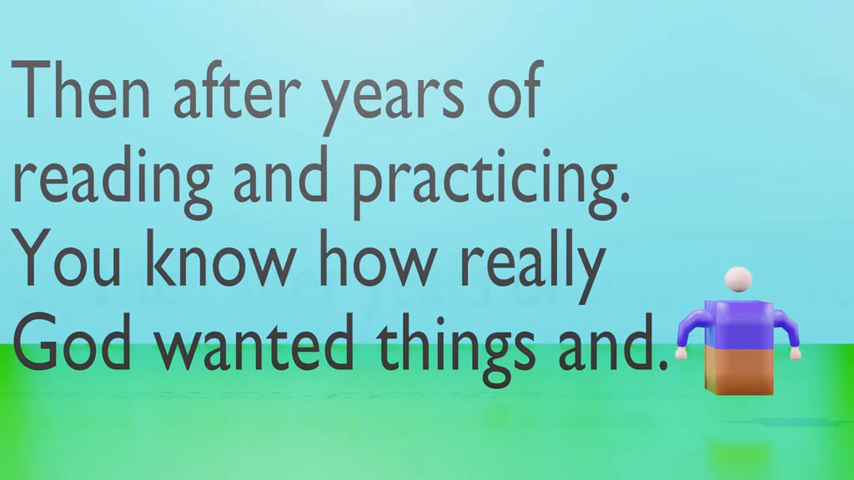 Then after years of
reading and practicing.
You know how really
God wanted things and.